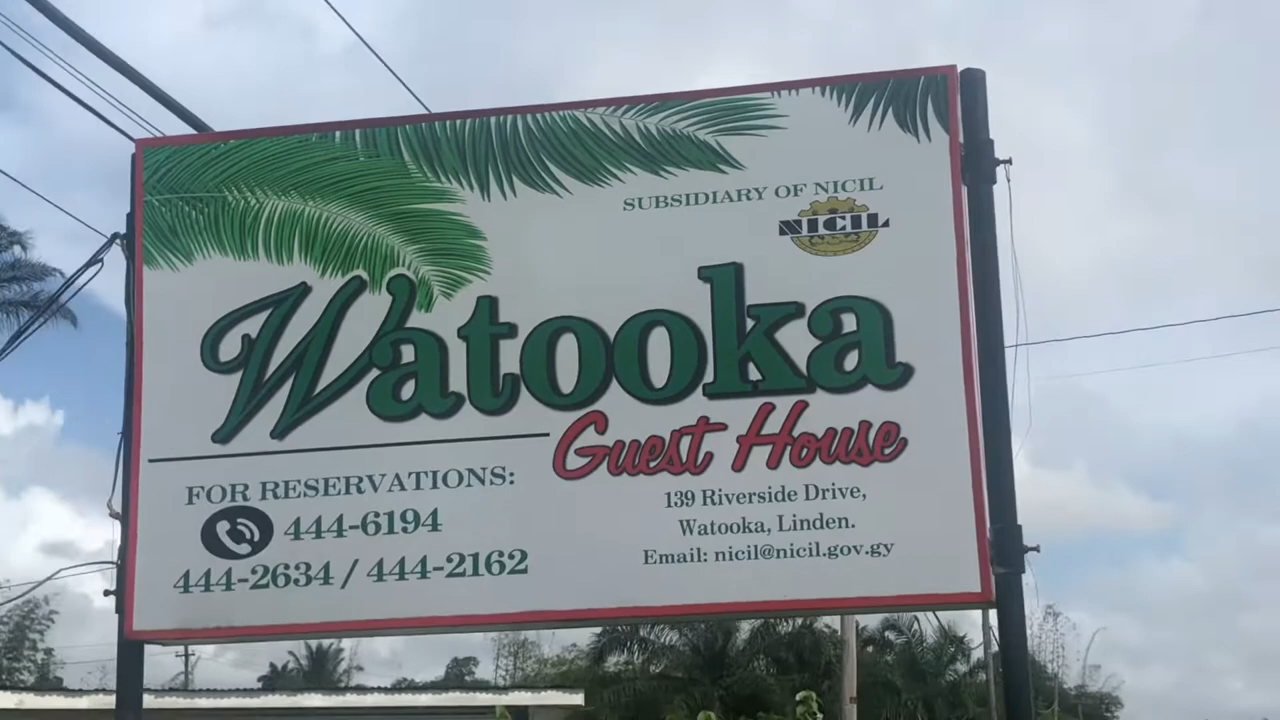 SUBSIDIARY OF NICIL
NICIL
Watooka
Guest House
FOR RESERVATIONS:
444-6194
444-2634 / 444-2162
139 Riverside Drive,
Watooka, Linden.
Email: nicil@nicil.gov.gy